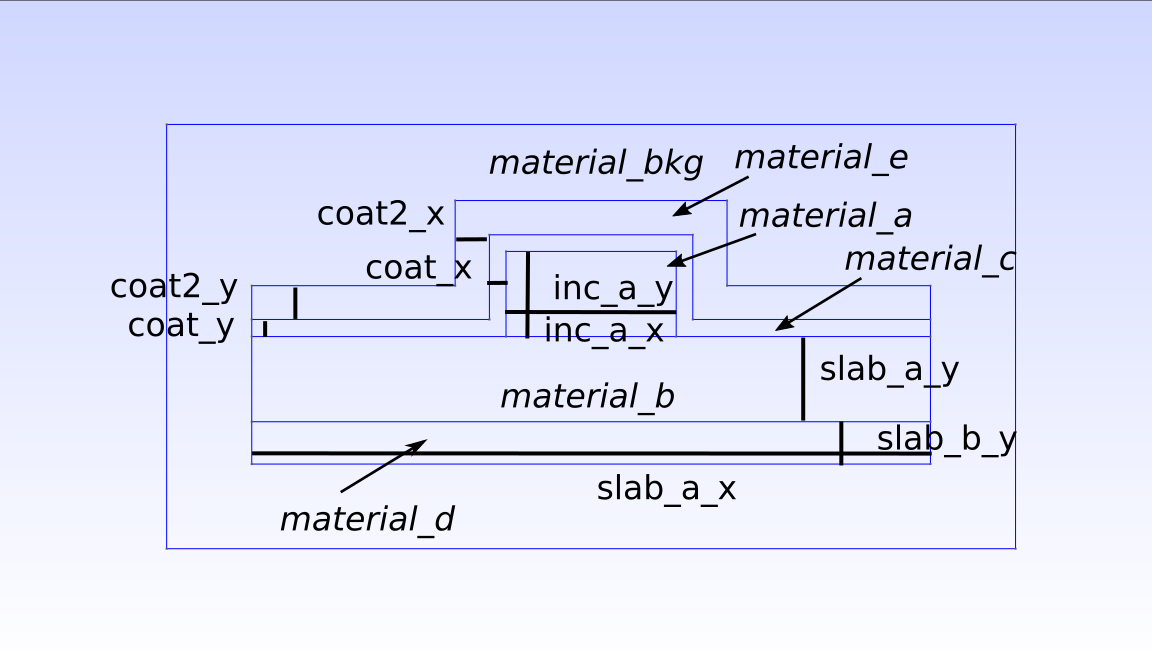 material_bkg
material_e
coat2_x
material_a
coat_x
material_c
coat2_y
inc_a_y
coat_y
inc_a_x
slab_a_y
material_b
slab_b_y
slab_a_x
material_d